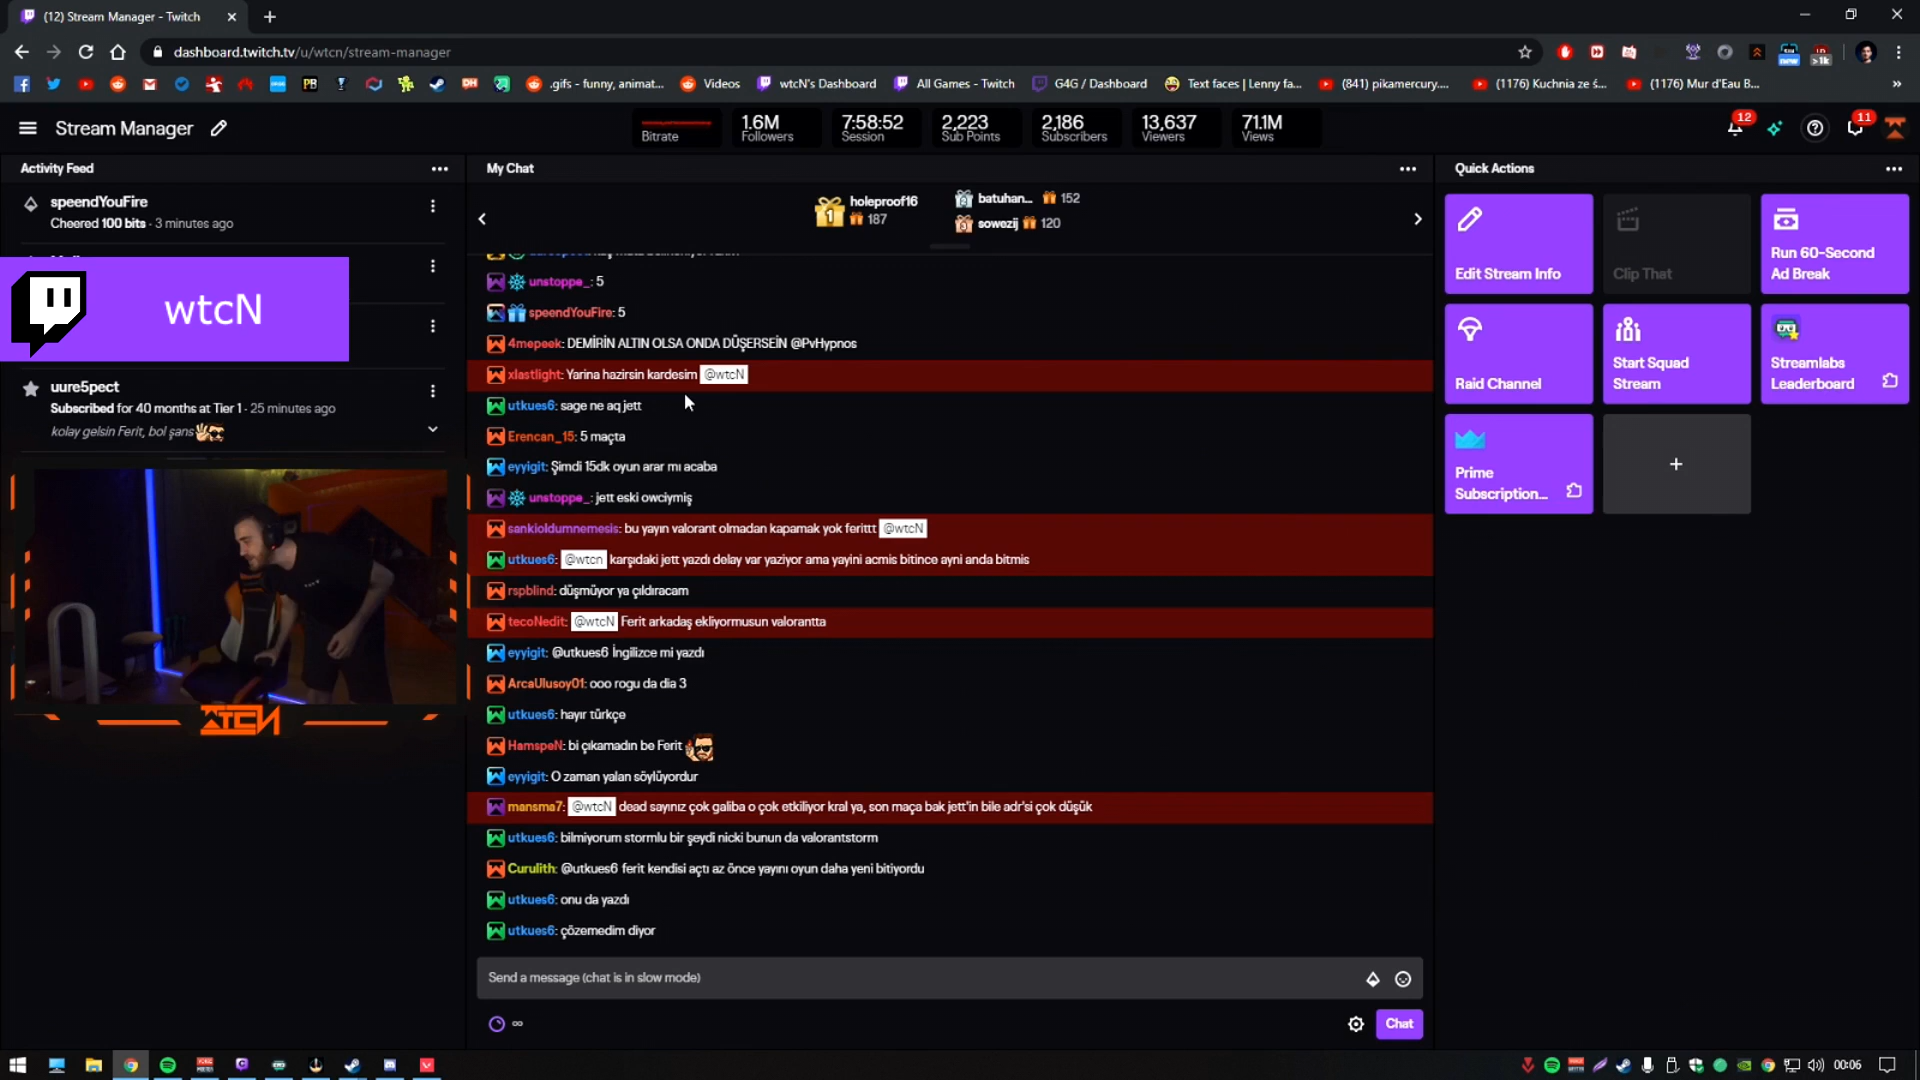 (12) Stream Manager - Twitch
dashboard.twitch.tv/u/wtcn/stream-manager
.gifs - funny, animat...
Videos
wtcN's Dashboard
All Games - Twitch
G4G / Dashboard
Text faces | Lenny fa...
(841) pikamercury....
(1176) Kuchnia ze ś...
(1176) Mur d'Eau B...
Stream Manager
Bitrate
1.6M
Followers
7:58:52
Session
2,223
Sub Points
2,186
Subscribers
13,637
Viewers
71.1M
Views
12
11
Activity Feed
speendYouFire
Cheered 100 bits · 3 minutes ago
wtcN
uure5pect
Subscribed for 40 months at Tier 1 · 25 minutes ago
kolay gelsin Ferit, bol şans
WTCN
My Chat
1 holeproof16
187
2 batuhan... 152
3 sowezij 120
unstoppe_: 5
speendYouFire: 5
4mepeek: DEMİRİN ALTIN OLSA ONDA DÜŞERSEİN @PvHypnos
xlastlight: Yarina hazirsin kardesim @wtcN
utkues6: sage ne aq jett
Erencan_15: 5 maçta
eyyigit: Şimdi 15dk oyun arar mı acaba
unstoppe_: jett eski owciymiş
sankioldumnemesis: bu yayın valorant olmadan kapamak yok ferittt @wtcN
utkues6: @wtcn karşıdaki jett yazdı delay var yaziyor ama yayini acmis bitince ayni anda bitmis
rspblind: düşmüyor ya çıldıracam
tecoNedit: @wtcN Ferit arkadaş ekliyormusun valorantta
eyyigit: @utkues6 İngilizce mi yazdı
ArcaUlusoy01: ooo rogu da dia 3
utkues6: hayır türkçe
HamspeN: bi çıkamadın be Ferit
eyyigit: O zaman yalan söylüyordur
mansma7: @wtcN dead sayınız çok galiba o çok etkiliyor kral ya, son maça bak jett'in bile adr'si çok düşük
utkues6: bilmiyorum stormlu bir şeydi nicki bunun da valorantstorm
Curulith: @utkues6 ferit kendisi açtı az önce yayını oyun daha yeni bitiyordu
utkues6: onu da yazdı
utkues6: çözemedim diyor
Send a message (chat is in slow mode)
∞
Chat
Quick Actions
Edit Stream Info
Clip That
Run 60-Second
Ad Break
Raid Channel
Start Squad
Stream
Streamlabs
Leaderboard
Prime
Subscription...
00:06